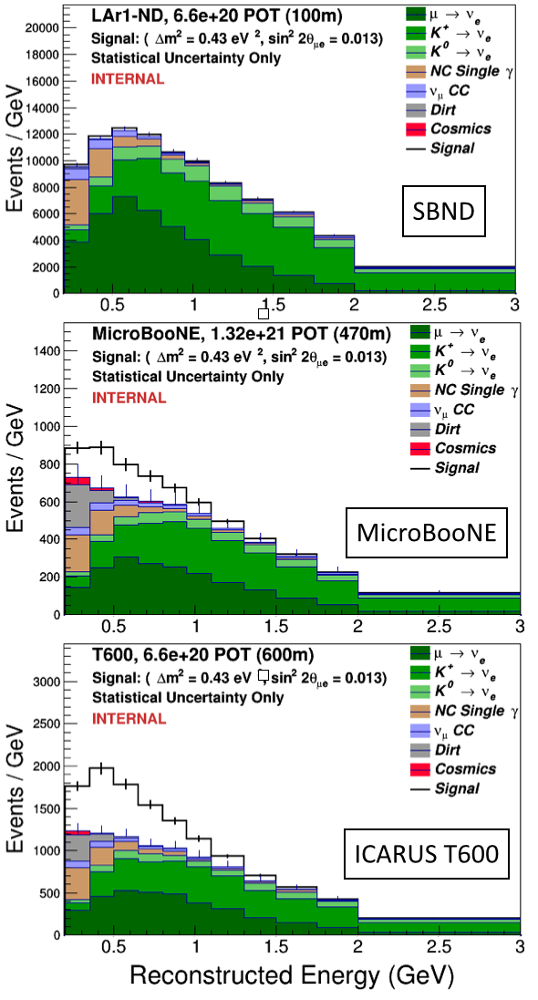 LAr1-ND, 6.6e+20 POT (100m)
Signal: ( Δm² = 0.43 eV ², sin² 2θμe = 0.013)
Statistical Uncertainty Only
INTERNAL
μ → νe
K⁺ → νe
K⁰ → νe
NC Single γ
νμ CC
Dirt
Cosmics
Signal
SBND
Events / GeV
20000
18000
16000
14000
12000
10000
8000
6000
4000
2000
0
0.5 1 1.5 2 2.5 3
MicroBooNE, 1.32e+21 POT (470m)
Signal: ( Δm² = 0.43 eV ², sin² 2θμe = 0.013)
Statistical Uncertainty Only
INTERNAL
μ → νe
K⁺ → νe
K⁰ → νe
NC Single γ
νμ CC
Dirt
Cosmics
Signal
MicroBooNE
Events / GeV
1400
1200
1000
800
600
400
200
0
0.5 1 1.5 2 2.5 3
T600, 6.6e+20 POT (600m)
Signal: ( Δm² = 0.43 eV , sin² 2θμe = 0.013)
Statistical Uncertainty Only
INTERNAL
μ → νe
K⁺ → νe
K⁰ → νe
NC Single γ
νμ CC
Dirt
Cosmics
Signal
ICARUS T600
Events / GeV
3000
2500
2000
1500
1000
500
0
0.5 1 1.5 2 2.5 3
Reconstructed Energy (GeV)